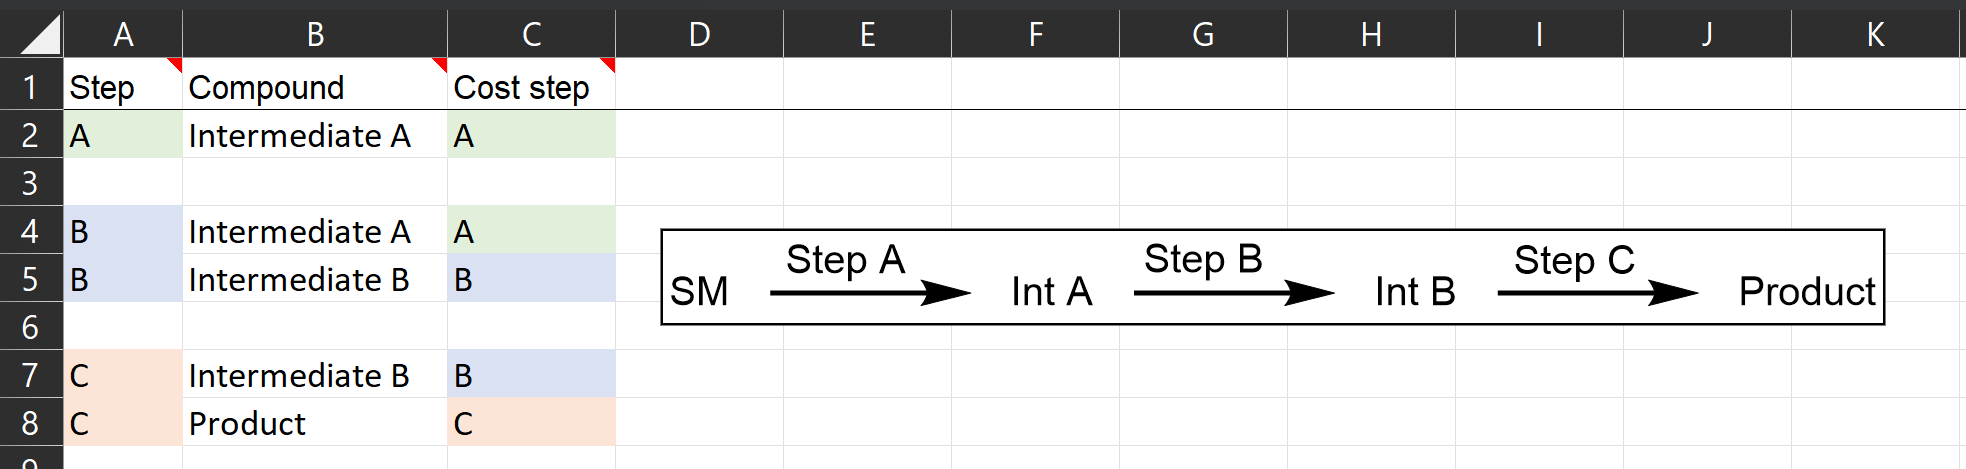 A B C D E F G H I J K
1 Step Compound Cost step
2 A Intermediate A A
3
4 B Intermediate A A
5 B Intermediate B B
6
7 C Intermediate B B
8 C Product C
9
Step A Step B Step C
SM Int A Int B Product